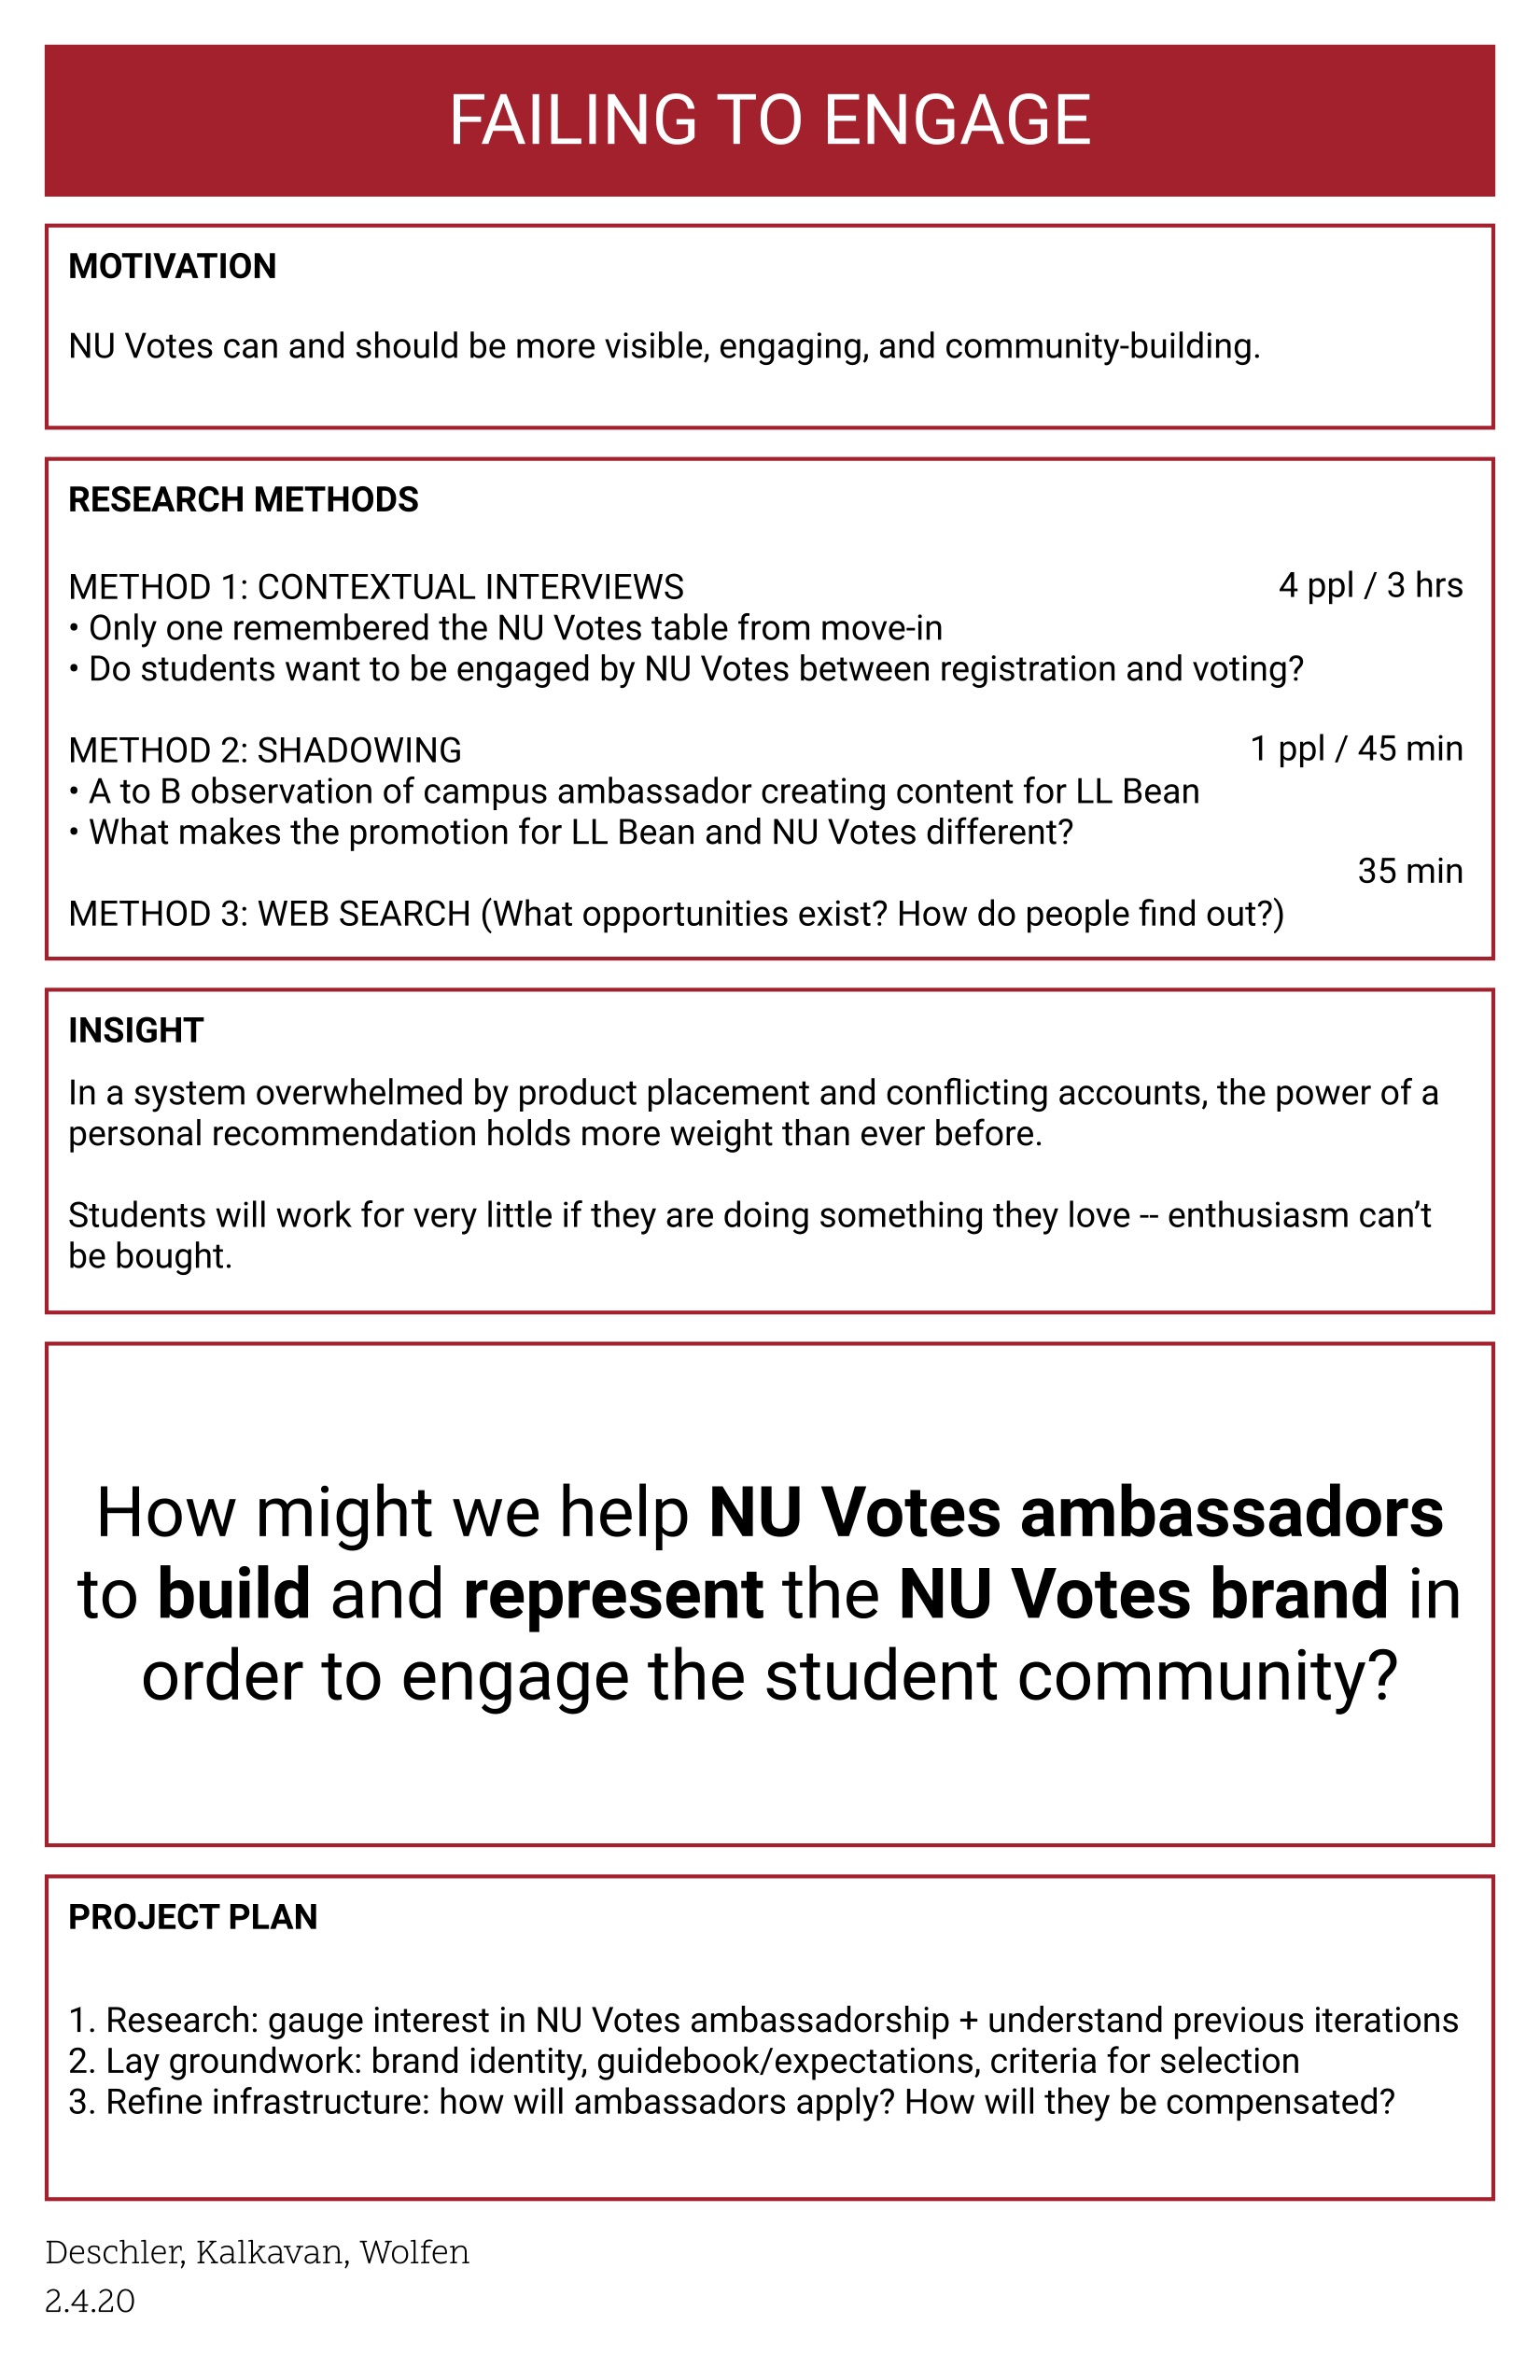 FAILING TO ENGAGE
MOTIVATION
NU Votes can and should be more visible, engaging, and community-building.
RESEARCH METHODS
METHOD 1: CONTEXTUAL INTERVIEWS 4 ppl / 3 hrs
• Only one remembered the NU Votes table from move-in
• Do students want to be engaged by NU Votes between registration and voting?
METHOD 2: SHADOWING 1 ppl / 45 min
• A to B observation of campus ambassador creating content for LL Bean
• What makes the promotion for LL Bean and NU Votes different?
35 min
METHOD 3: WEB SEARCH (What opportunities exist? How do people find out?)
INSIGHT
In a system overwhelmed by product placement and conflicting accounts, the power of a
personal recommendation holds more weight than ever before.
Students will work for very little if they are doing something they love -- enthusiasm can’t
be bought.
How might we help NU Votes ambassadors
to build and represent the NU Votes brand in
order to engage the student community?
PROJECT PLAN
1. Research: gauge interest in NU Votes ambassadorship + understand previous iterations
2. Lay groundwork: brand identity, guidebook/expectations, criteria for selection
3. Refine infrastructure: how will ambassadors apply? How will they be compensated?
Deschler, Kalkavan, Wolfen
2.4.20